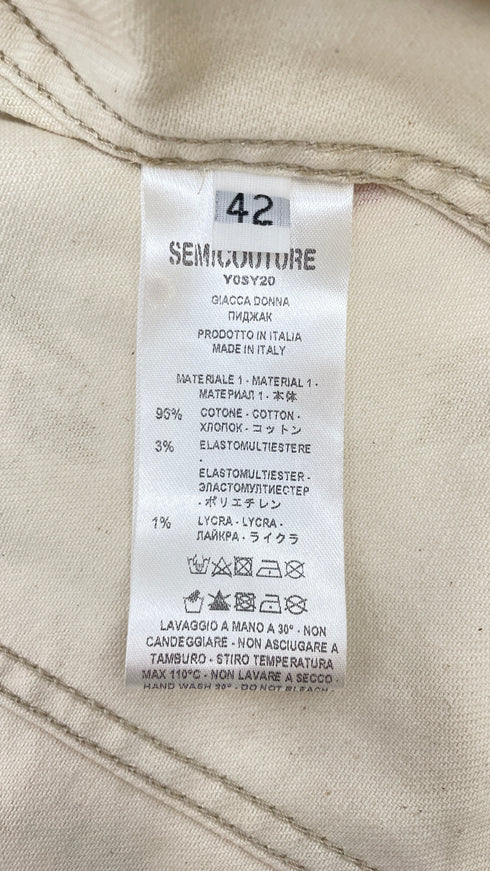 42
SEMICOUTURE
Y0SY20
GIACCA DONNA
ПИДЖАК
PRODOTTO IN ITALIA
MADE IN ITALY
MATERIALE 1 - MATERIAL 1 -
МАТЕРИАЛ 1 - 本体
96% COTONE - COTTON -
ХЛОПОК - コットン
3% ELASTOMULTIESTERE
-
ELASTOMULTIESTER -
ЭЛАСТОМУЛТИЕСТЕР
- ポリエチレン
1% LYCRA - LYCRA -
ЛАЙКРА - ライクラ
LAVAGGIO A MANO A 30° - NON
CANDEGGIARE - NON ASCIUGARE A
TAMBURO - STIRO TEMPERATURA
MAX 110°C - NON LAVARE A SECCO -
HAND WASH 30° - DO NOT BLEACH -